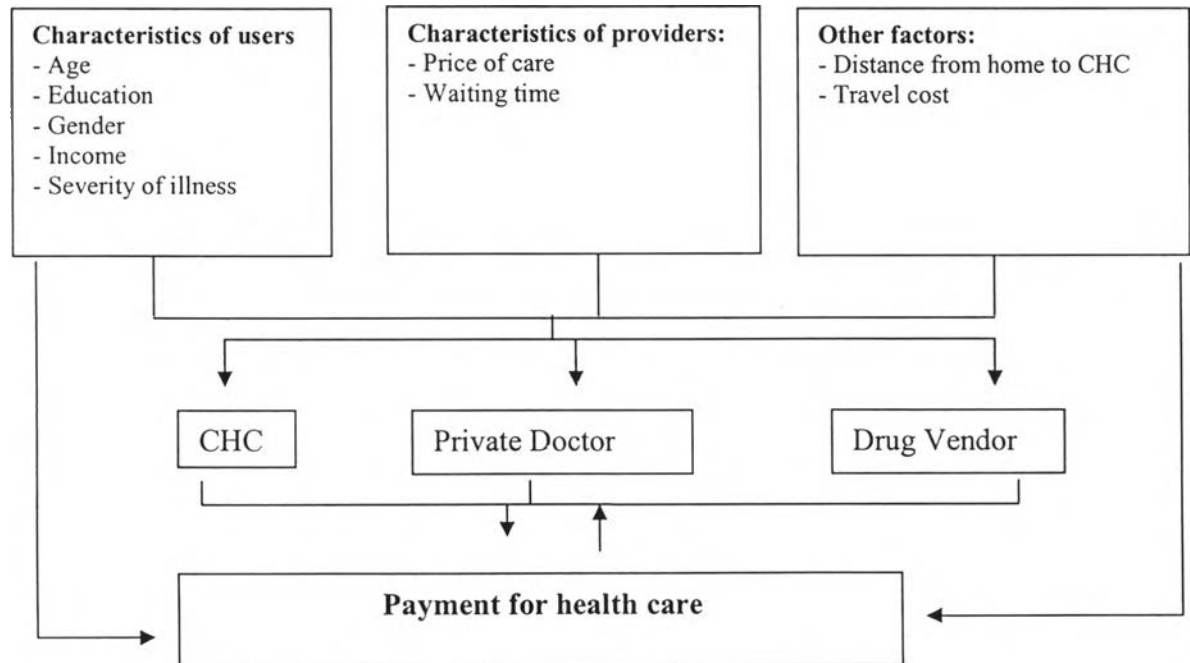 Characteristics of users
- Age
- Education
- Gender
- Income
- Severity of illness
Characteristics of providers:
- Price of care
- Waiting time
Other factors:
- Distance from home to CHC
- Travel cost
CHC
Private Doctor
Drug Vendor
Payment for health care